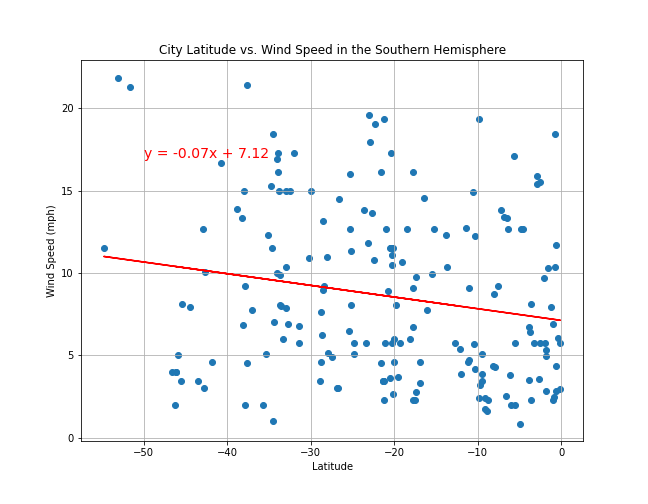 City Latitude vs. Wind Speed in the Southern Hemisphere
20
y = -0.07x + 7.12
15
Wind Speed (mph)
10
5
0
−50 −40 −30 −20 −10 0
Latitude